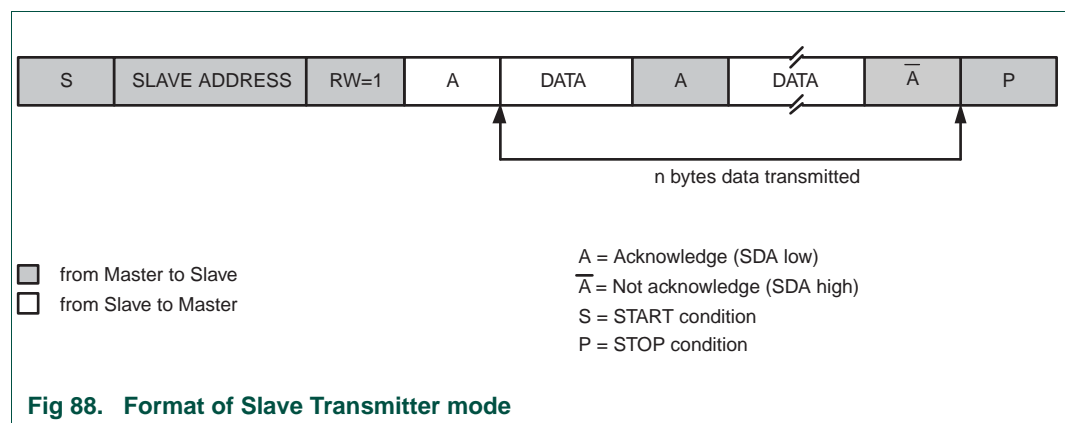 S SLAVE ADDRESS RW=1 A DATA A DATA A̅ P
n bytes data transmitted
from Master to Slave
from Slave to Master
A = Acknowledge (SDA low)
A̅ = Not acknowledge (SDA high)
S = START condition
P = STOP condition
Fig 88. Format of Slave Transmitter mode